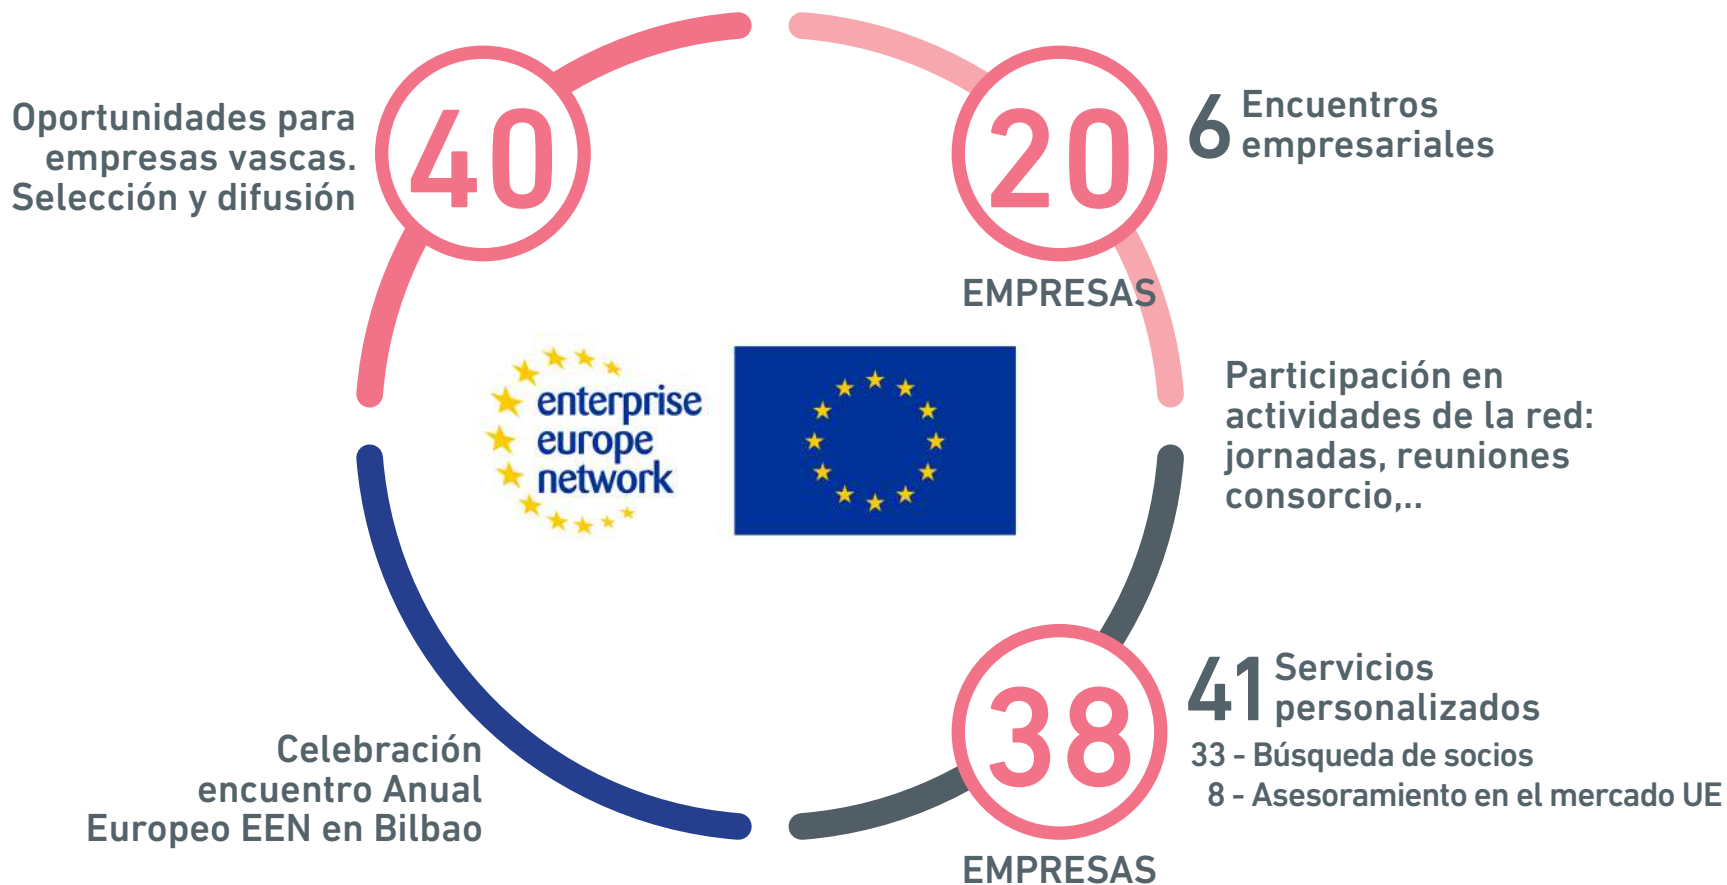 Oportunidades para
empresas vascas.
Selección y difusión
40
20
EMPRESAS
6 Encuentros
empresariales
enterprise
europe
network
Participación en
actividades de la red:
jornadas, reuniones
consorcio,..
Celebración
encuentro Anual
Europeo EEN en Bilbao
38
EMPRESAS
41 Servicios
personalizados
33 - Búsqueda de socios
8 - Asesoramiento en el mercado UE